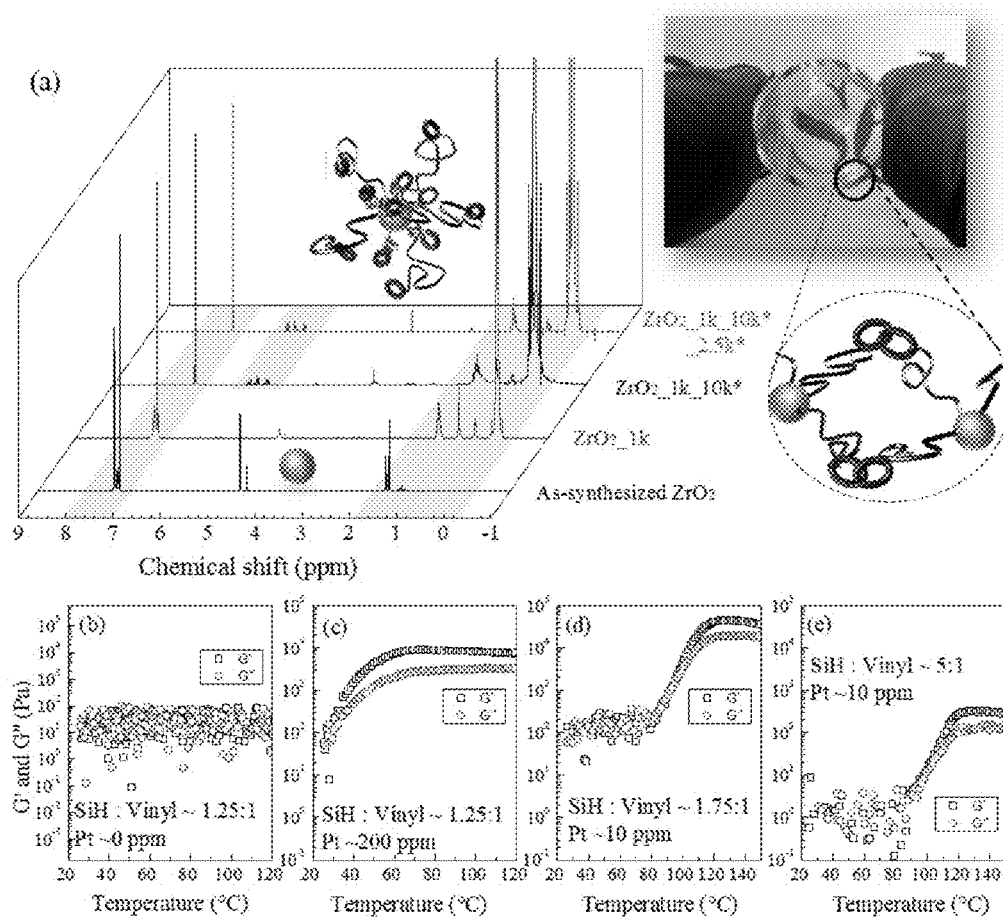 (a)
ZrO2_1k_10k*
_2.5k*
ZrO2_1k_10k*
ZrO2_1k
As-synthesized ZrO2
9 8 7 6 5 4 3 2 1 0 -1
Chemical shift (ppm)
(b)
G' G''
SiH : Vinyl ~ 1.25:1
Pt ~0 ppm
20 40 60 80 100 120
Temperature (°C)
G' and G'' (Pa)
(c)
G' G''
SiH : Vinyl ~ 1.25:1
Pt ~200 ppm
20 40 60 80 100 120
Temperature (°C)
(d)
G' G''
SiH : Vinyl ~ 1.75:1
Pt ~10 ppm
20 40 60 80 100 120 140
Temperature (°C)
(e)
SiH : Vinyl ~ 5:1
Pt ~10 ppm
G' G''
20 40 60 80 100 120 140
Temperature (°C)